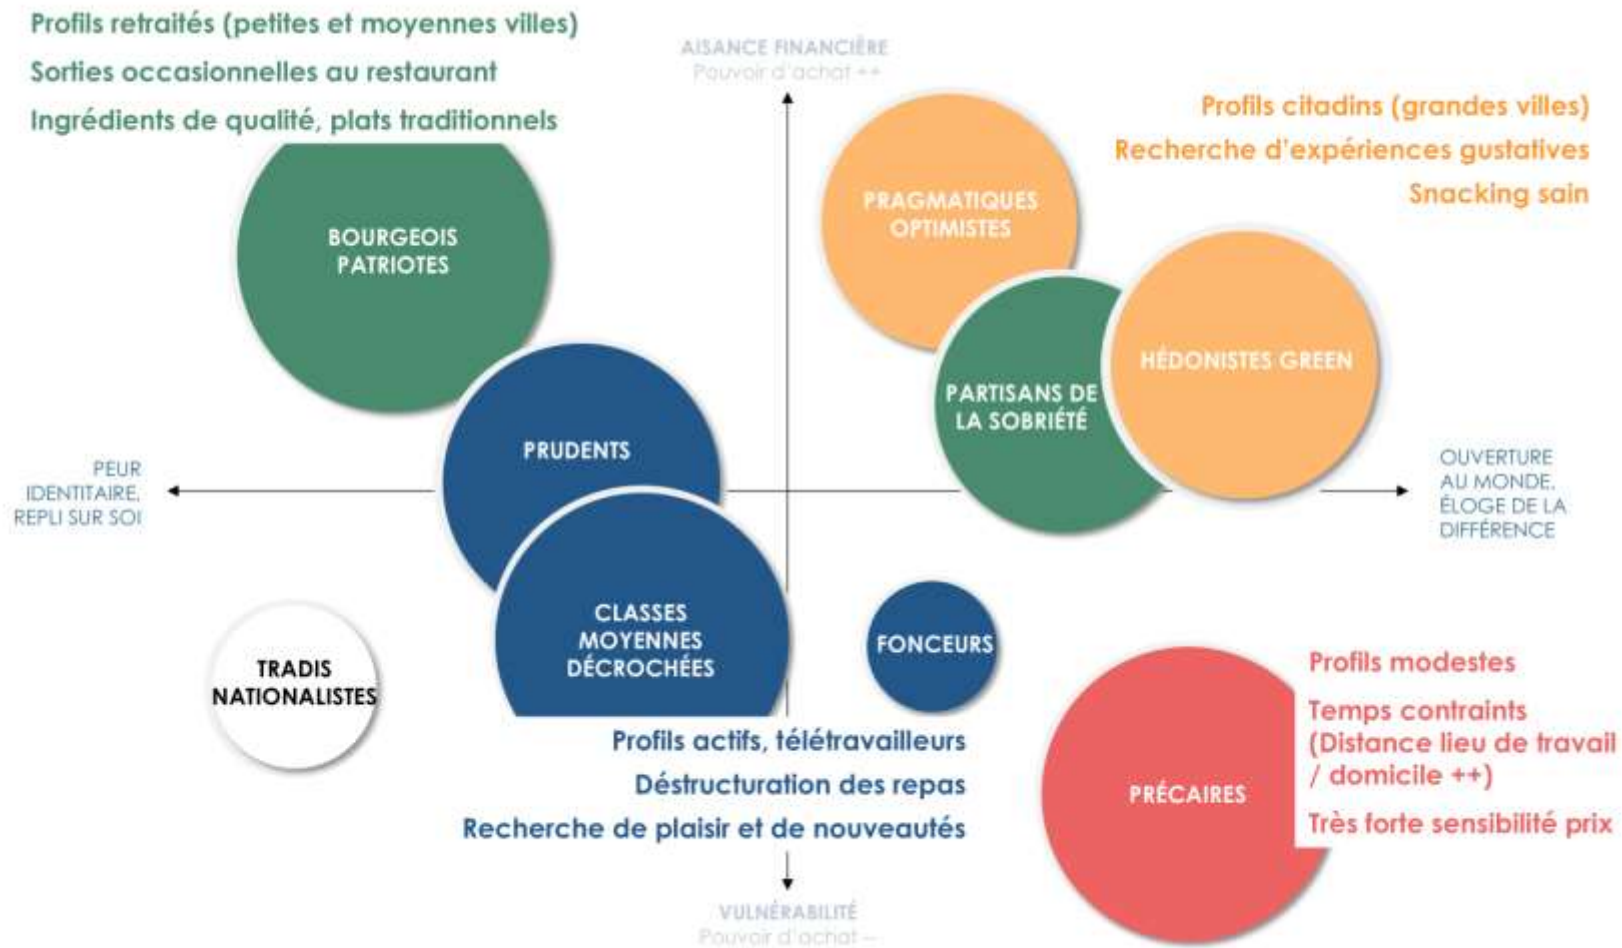 Profils retraités (petites et moyennes villes)
Sorties occasionnelles au restaurant
Ingrédients de qualité, plats traditionnels
AISANCE FINANCIÈRE
Pouvoir d'achat ++
Profils citadins (grandes villes)
Recherche d'expériences gustatives
Snacking sain
BOURGEOIS
PATRIOTES
PRAGMATIQUES
OPTIMISTES
HÉDONISTES GREEN
PARTISANS DE
LA SOBRIÉTÉ
PRUDENTS
PEUR
IDENTITAIRE,
REPLI SUR SOI
OUVERTURE
AU MONDE,
ÉLOGE DE LA
DIFFÉRENCE
CLASSES
MOYENNES
DÉCROCHÉES
FONCEURS
TRADIS
NATIONALISTES
Profils actifs, télétravailleurs
Déstructuration des repas
Recherche de plaisir et de nouveautés
PRÉCAIRES
Profils modestes
Temps contraints
(Distance lieu de travail
/ domicile ++)
Très forte sensibilité prix
VULNÉRABILITÉ
Pouvoir d'achat --